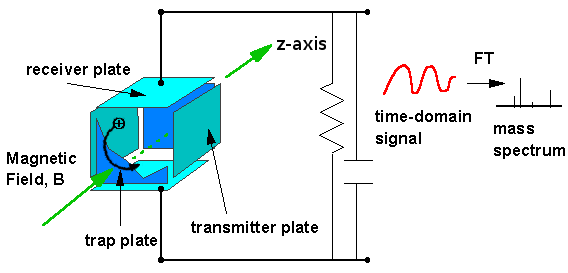 z-axis
receiver plate
FT
time-domain
signal
mass
spectrum
Magnetic
Field, B
trap plate
transmitter plate